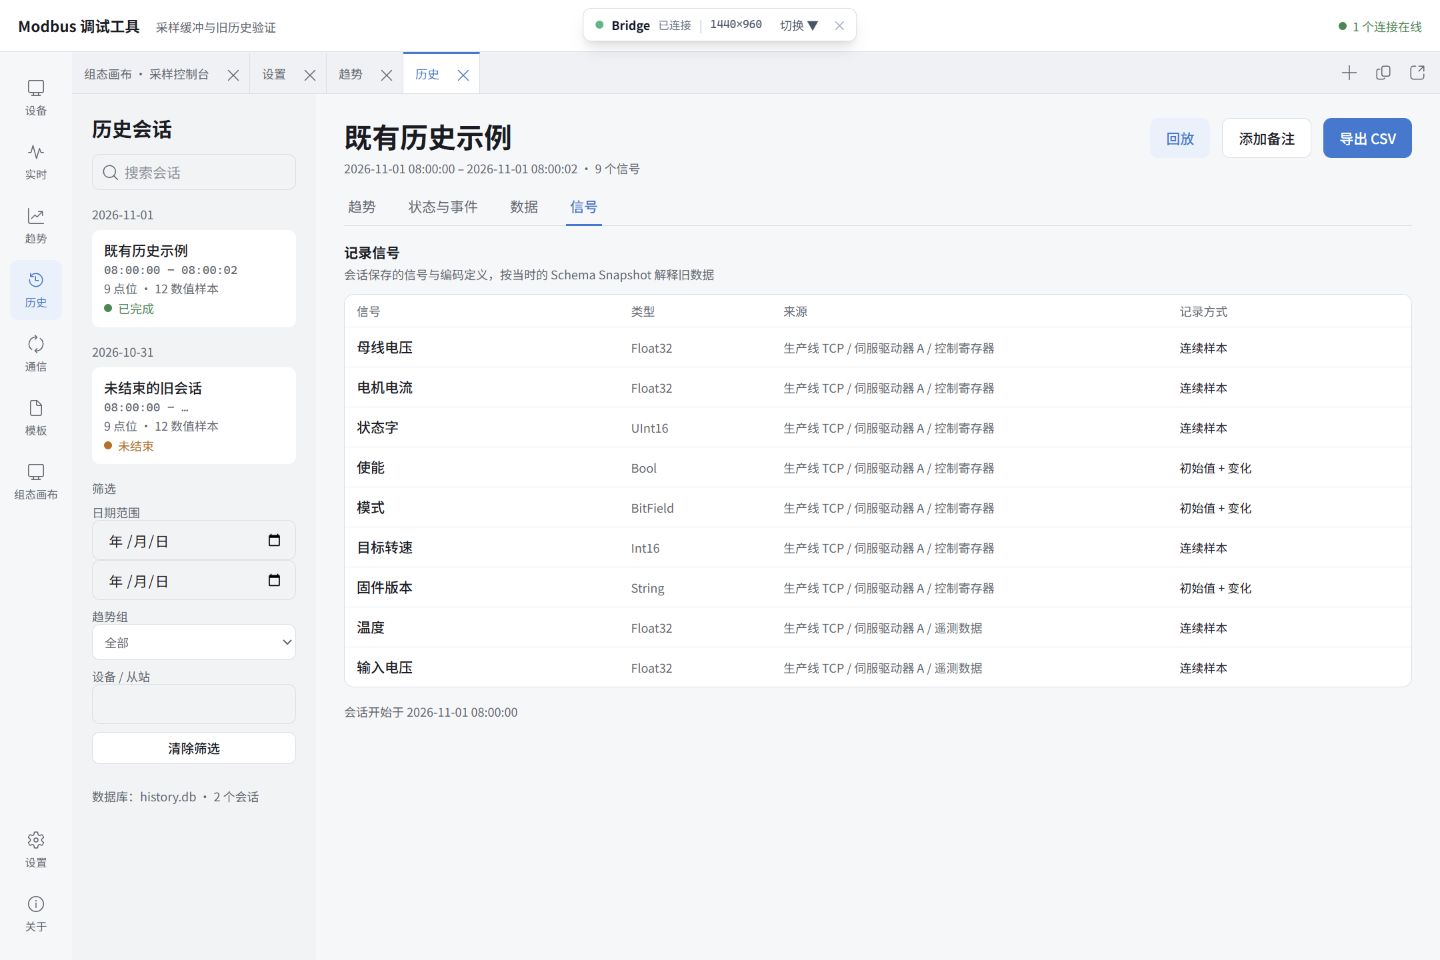 Modbus 调试工具 采样缓冲与旧历史验证
Bridge 已连接 | 1440×960 切换 ▼
1 个连接在线
设备
实时
趋势
历史
通信
模板
组态画布
设置
关于
组态画布 · 采样控制台
设置
趋势
历史
历史会话
搜索会话
2026-11-01
既有历史示例
08:00:00 – 08:00:02
9 点位 · 12 数值样本
已完成
2026-10-31
未结束的旧会话
08:00:00 – …
9 点位 · 12 数值样本
未结束
筛选
日期范围
年 /月/日
年 /月/日
趋势组
全部
设备 / 从站
清除筛选
数据库：history.db · 2 个会话
既有历史示例
2026-11-01 08:00:00 – 2026-11-01 08:00:02 · 9 个信号
回放
添加备注
导出 CSV
趋势 状态与事件 数据 信号
记录信号
会话保存的信号与编码定义，按当时的 Schema Snapshot 解释旧数据
信号 类型 来源 记录方式
母线电压 Float32 生产线 TCP / 伺服驱动器 A / 控制寄存器 连续样本
电机电流 Float32 生产线 TCP / 伺服驱动器 A / 控制寄存器 连续样本
状态字 UInt16 生产线 TCP / 伺服驱动器 A / 控制寄存器 连续样本
使能 Bool 生产线 TCP / 伺服驱动器 A / 控制寄存器 初始值 + 变化
模式 BitField 生产线 TCP / 伺服驱动器 A / 控制寄存器 初始值 + 变化
目标转速 Int16 生产线 TCP / 伺服驱动器 A / 控制寄存器 连续样本
固件版本 String 生产线 TCP / 伺服驱动器 A / 控制寄存器 初始值 + 变化
温度 Float32 生产线 TCP / 伺服驱动器 A / 遥测数据 连续样本
输入电压 Float32 生产线 TCP / 伺服驱动器 A / 遥测数据 连续样本
会话开始于 2026-11-01 08:00:00